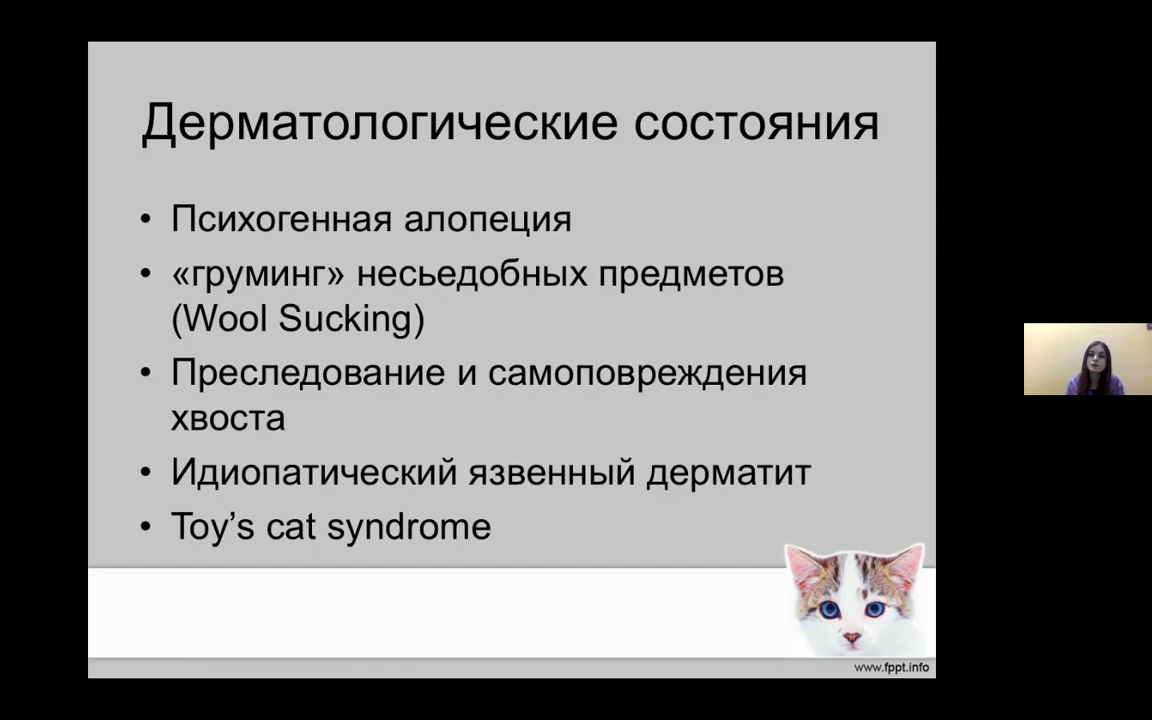 Дерматологические состояния
• Психогенная алопеция
• «груминг» несьедобных предметов
(Wool Sucking)
• Преследование и самоповреждения
хвоста
• Идиопатический язвенный дерматит
• Toy’s cat syndrome
www.fppt.info